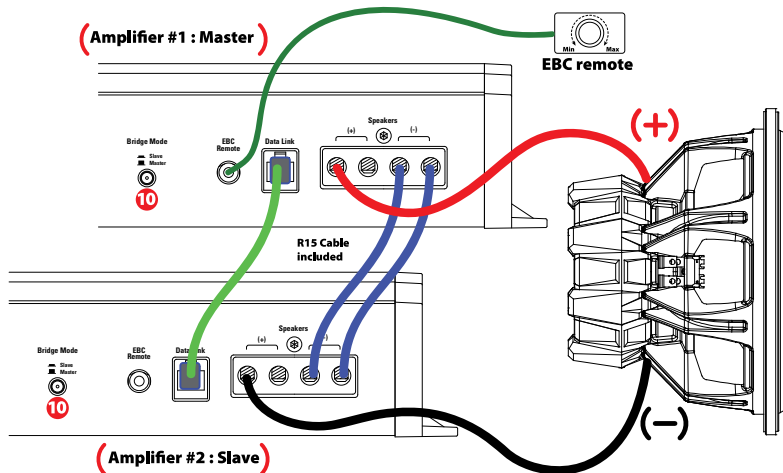 (Amplifier #1 : Master)
Min Max
EBC remote
Speakers
(+) (-)
Bridge Mode
Slave
Master
10
EBC
Remote
Data Link
(+)
R15 Cable
included
Speakers
(+) -)
Bridge Mode
Slave
Master
10
EBC
Remote
Data Link
(-)
(Amplifier #2 : Slave)